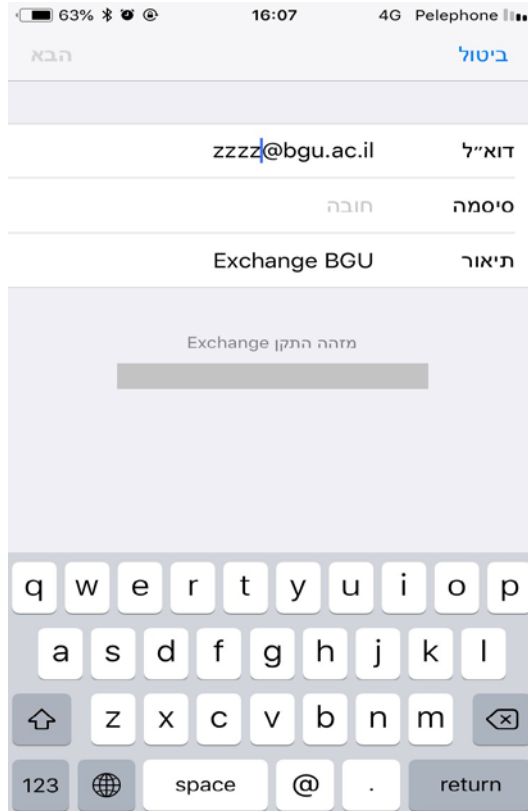 63% 16:07 4G Pelephone
ביטול הבא
דוא״ל zzzz@bgu.ac.il
סיסמה חובה
תיאור Exchange BGU
מזהה התקן Exchange
q w e r t y u i o p
a s d f g h j k l
z x c v b n m
123 space @ . return